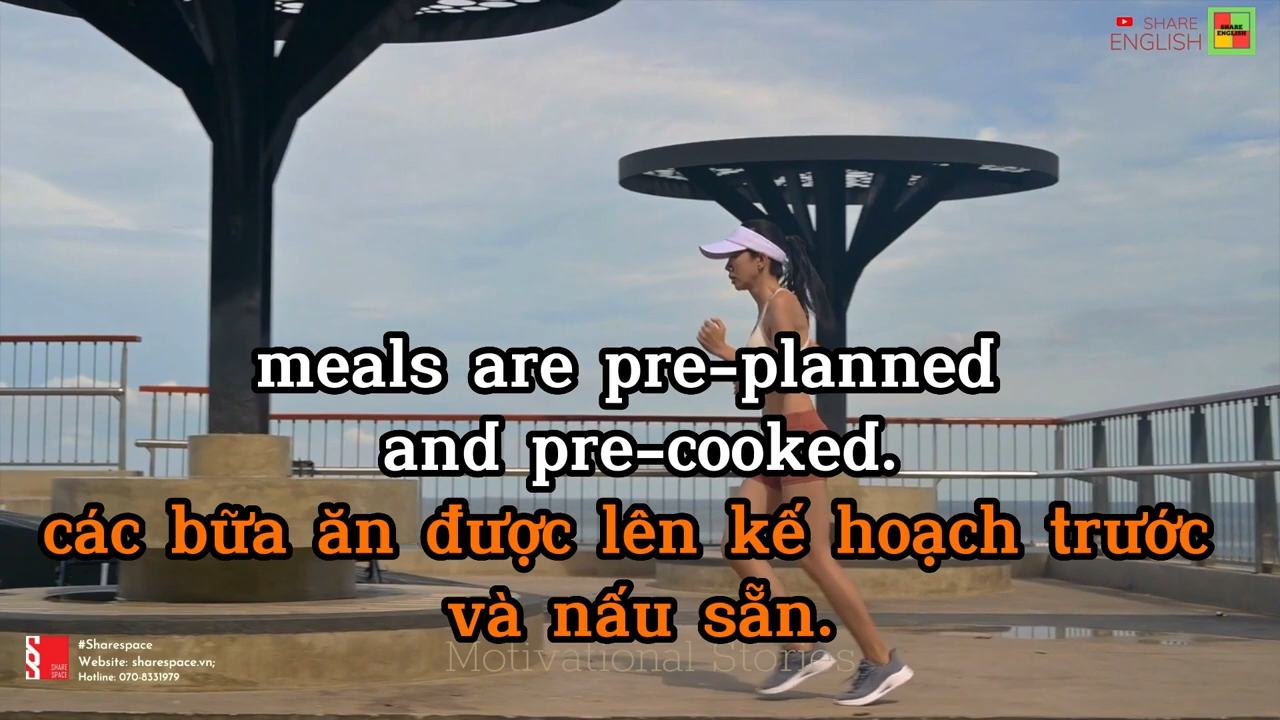 SHARE
ENGLISH
SHARE
ENGLISH
meals are pre-planned
and pre-cooked.
các bữa ăn được lên kế hoạch trước
và nấu sẵn.
Motivational Stories
#Sharespace
Website: sharespace.vn;
Hotline: 070-8331979
SHARE
SPACE